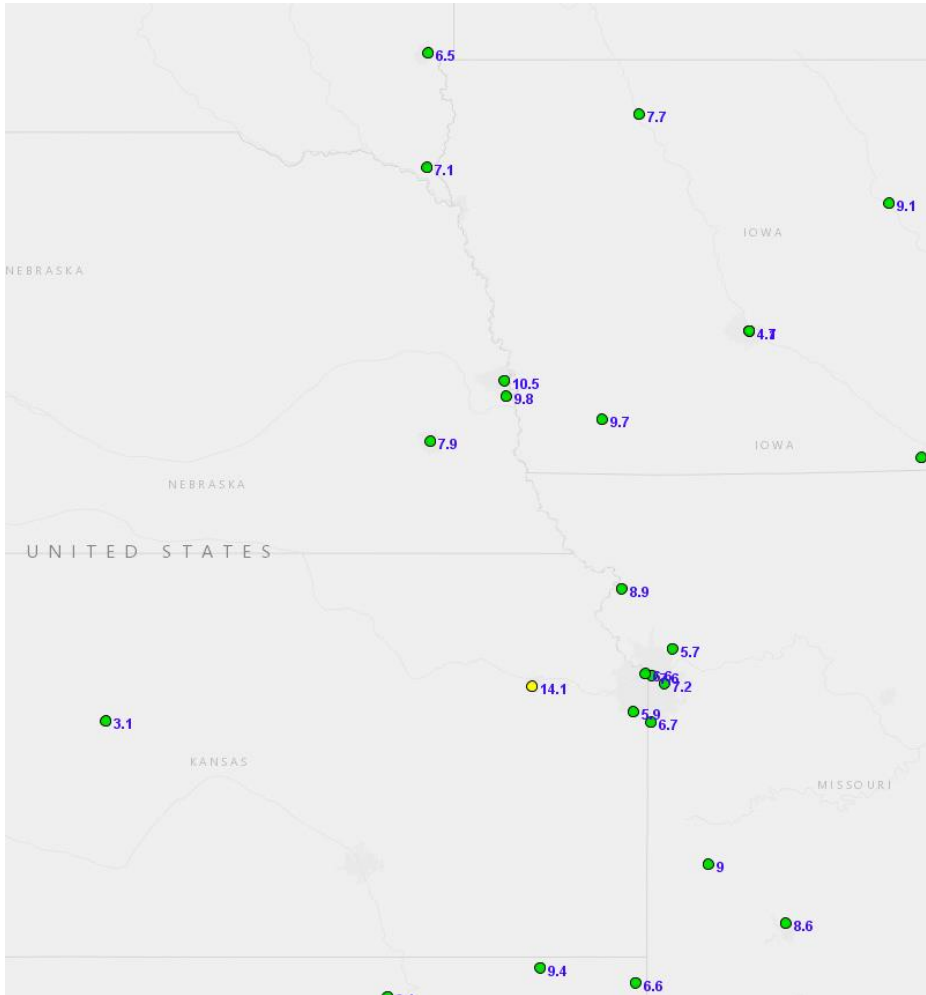 6.5
7.7
7.1
9.1
IOWA
NEBRASKA
10.5
9.8
9.7
7.9
IOWA
NEBRASKA
UNITED STATES
8.9
5.7
7.2
14.1
5.9
6.7
3.1
KANSAS
MISSOURI
9
8.6
9.4
6.6